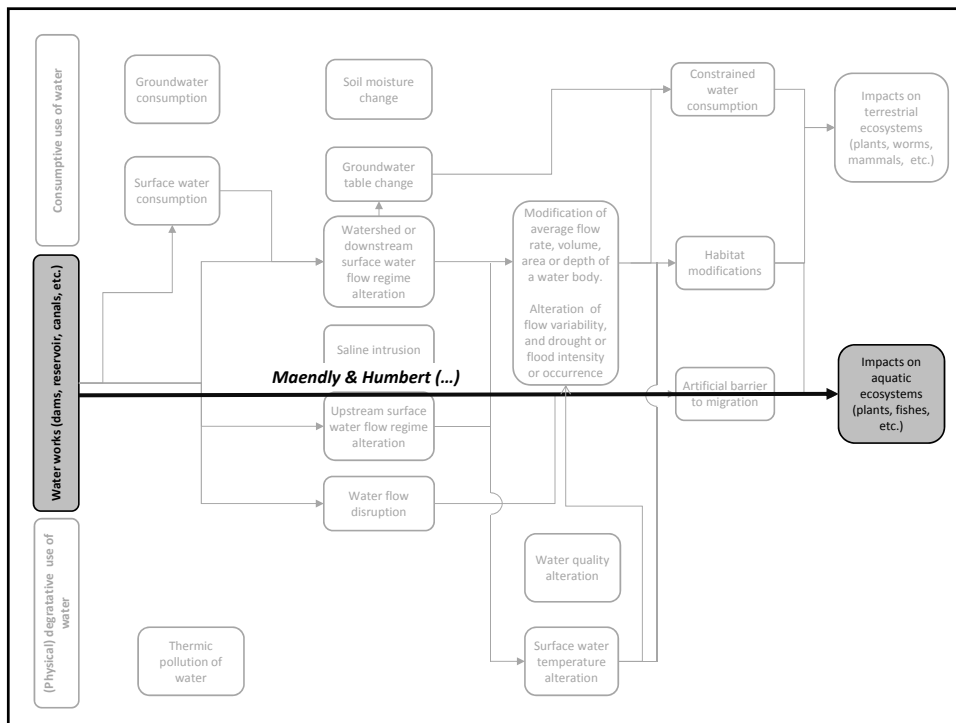 Consumptive use of water
Water works (dams, reservoir, canals, etc.)
(Physical) degratative use of
water
Groundwater
consumption
Surface water
consumption
Thermic
pollution of
water
Soil moisture
change
Groundwater
table change
Watershed or
downstream
surface water
flow regime
alteration
Saline intrusion
Maendly & Humbert (…)
Upstream surface
water flow regime
alteration
Water flow
disruption
Modification of
average flow
rate, volume,
area or depth of
a water body.
Alteration of
flow variability,
and drought or
flood intensity
or occurrence
Water quality
alteration
Surface water
temperature
alteration
Constrained
water
consumption
Habitat
modifications
Artificial barrier
to migration
Impacts on
terrestrial
ecosystems
(plants, worms,
mammals, etc.)
Impacts on
aquatic
ecosystems
(plants, fishes,
etc.)